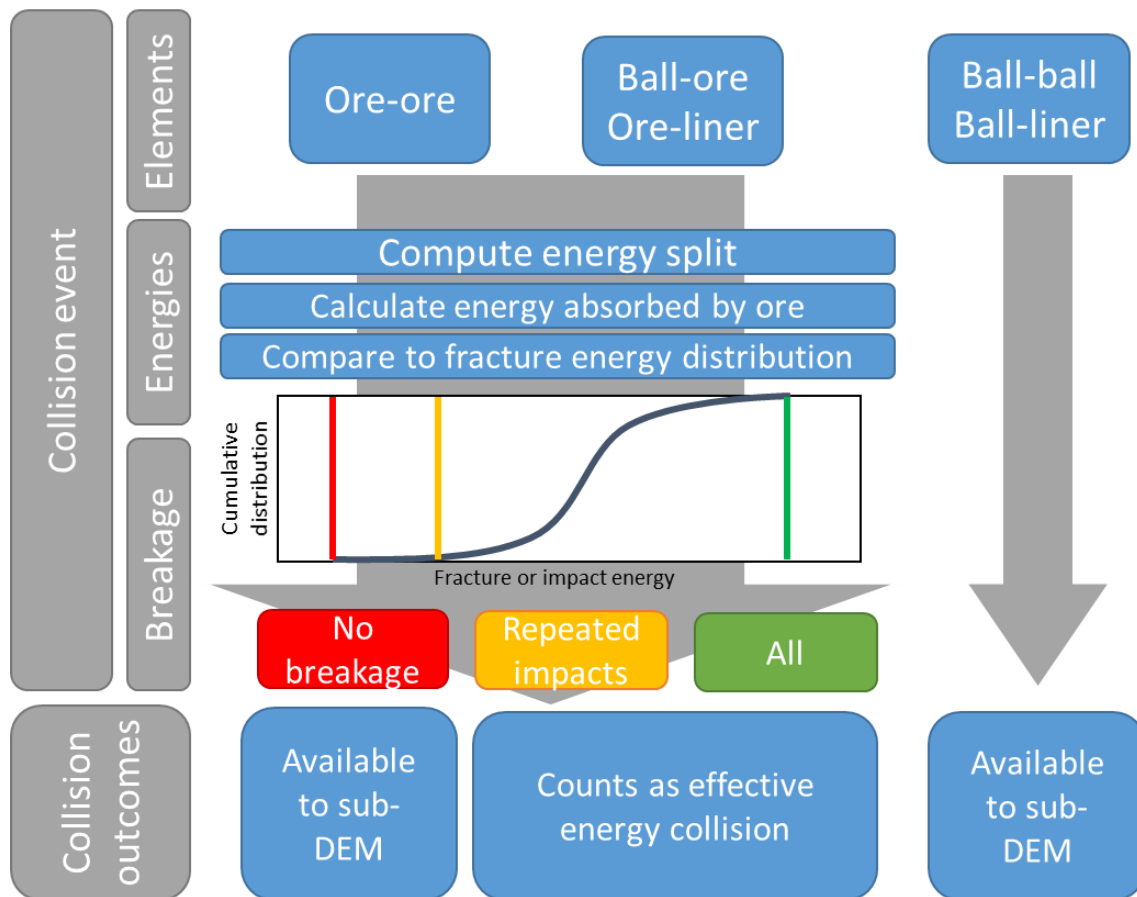 Collision event
Elements
Ore-ore
Ball-ore
Ore-liner
Ball-ball
Ball-liner
Energies
Compute energy split
Calculate energy absorbed by ore
Compare to fracture energy distribution
Breakage
Cumulative
distribution
Fracture or impact energy
No
breakage
Repeated
impacts
All
Collision
outcomes
Available
to sub-
DEM
Counts as effective
energy collision
Available
to sub-
DEM